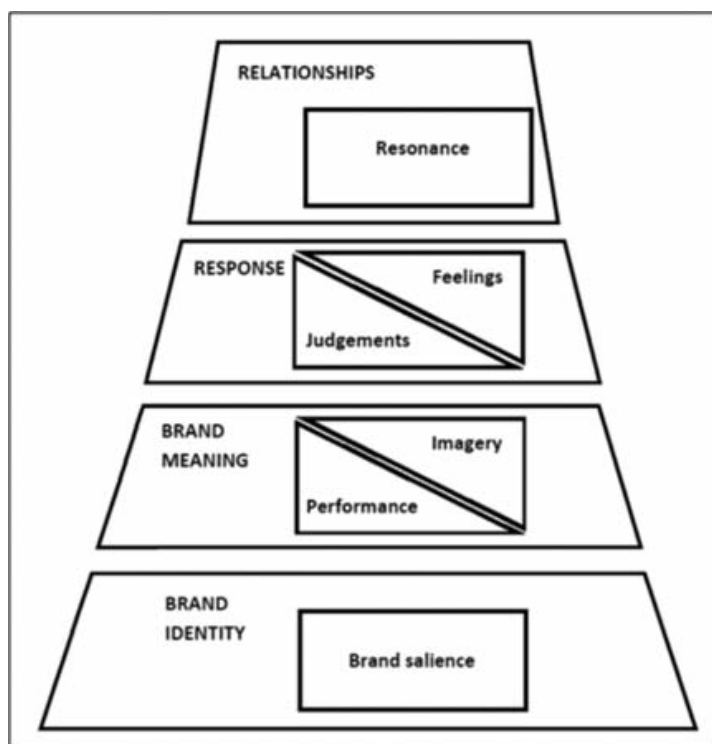 RELATIONSHIPS
Resonance
RESPONSE
Feelings
Judgements
BRAND
MEANING
Imagery
Performance
BRAND
IDENTITY
Brand salience